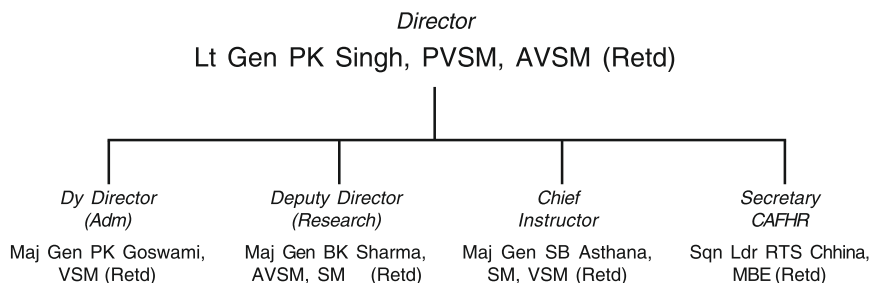 Director
Lt Gen PK Singh, PVSM, AVSM (Retd)
Dy Director
(Adm)
Maj Gen PK Goswami,
VSM (Retd)
Deputy Director
(Research)
Maj Gen BK Sharma,
AVSM, SM (Retd)
Chief
Instructor
Maj Gen SB Asthana,
SM, VSM (Retd)
Secretary
CAFHR
Sqn Ldr RTS Chhina,
MBE (Retd)